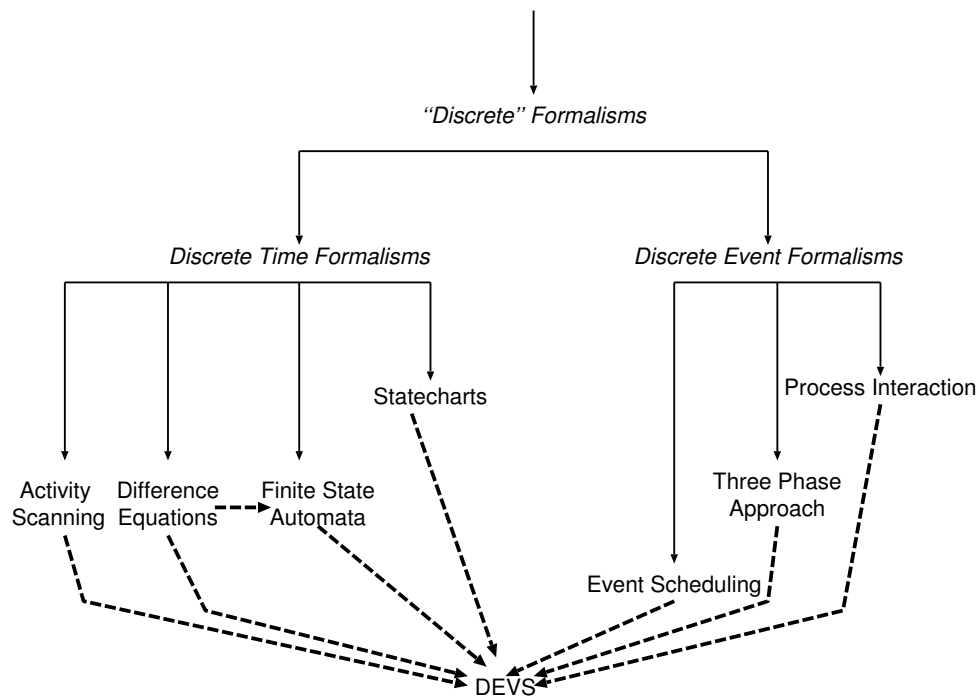 “Discrete” Formalisms
Discrete Time Formalisms
Discrete Event Formalisms
Statecharts
Process Interaction
Activity
Scanning
Difference
Equations
Finite State
Automata
Three Phase
Approach
Event Scheduling
DEVS